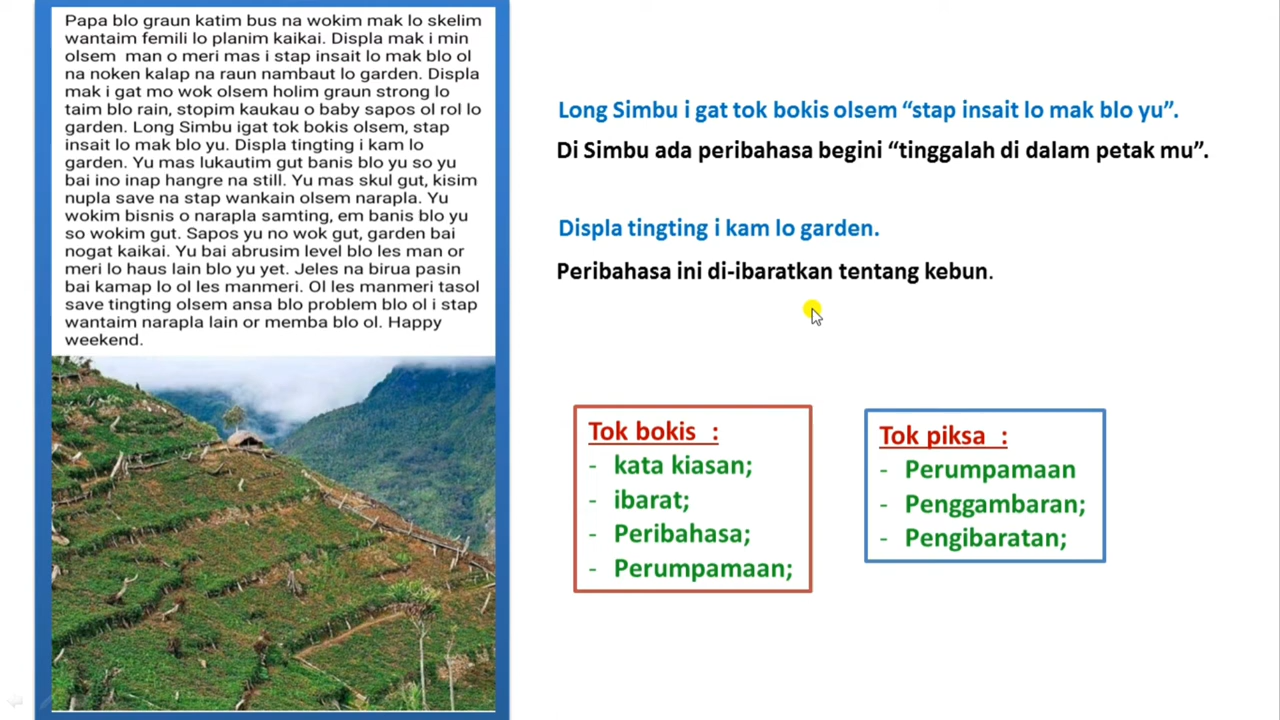 Papa blo graun katim bus na wokim mak lo skelim
wantaim femili lo planim kaikai. Displa mak i min
olsem man o meri mas i stap insait lo mak blo ol
na noken kalap na raun nambaut lo garden. Displa
mak i gat mo wok olsem holim graun strong lo
taim blo rain, stopim kaukau o baby sapos ol rol lo
garden. Long Simbu igat tok bokis olsem, stap
insait lo mak blo yu. Displa tingting i kam lo
garden. Yu mas lukautim gut banis blo yu so yu
bai ino inap hangre na still. Yu mas skul gut, kisim
nupla save na stap wankain olsem narapla. Yu
wokim bisnis o narapla samting, em banis blo yu
so wokim gut. Sapos yu no wok gut, garden bai
nogat kaikai. Yu bai abrusim level blo les man or
meri lo haus lain blo yu yet. Jeles na birua pasin
bai kamap lo ol les manmeri. Ol les manmeri tasol
save tingting olsem ansa blo problem blo ol i stap
wantaim narapla lain or memba blo ol. Happy
weekend.
Long Simbu i gat tok bokis olsem “stap insait lo mak blo yu”.
Di Simbu ada peribahasa begini “tinggalah di dalam petak mu”.
Displa tingting i kam lo garden.
Peribahasa ini di-ibaratkan tentang kebun.
Tok bokis :
- kata kiasan;
- ibarat;
- Peribahasa;
- Perumpamaan;
Tok piksa :
- Perumpamaan
- Penggambaran;
- Pengibaratan;